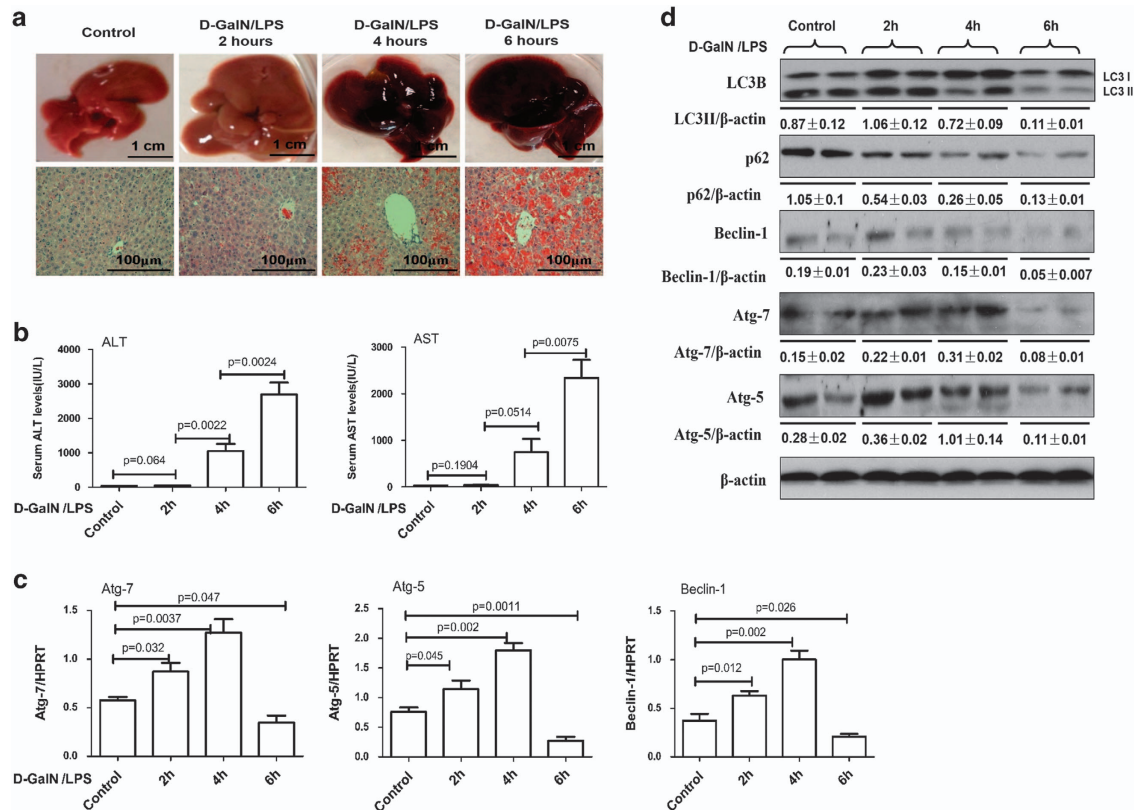 a
Control
D-GalN/LPS
2 hours
D-GalN/LPS
4 hours
D-GalN/LPS
6 hours
1 cm
1 cm
1 cm
1 cm
100μm
100μm
100μm
100μm
b
ALT
Serum ALT levels(IU/L)
4000
3000
2000
1000
0
p=0.064
p=0.0022
p=0.0024
D-GalN /LPS
Control
2h
4h
6h
AST
Serum AST levels(IU/L)
3000
2000
1000
0
p=0.1904
p=0.0514
p=0.0075
D-GalN /LPS
Control
2h
4h
6h
c
Atg-7
Atg-7/HPRT
1.5
1.0
0.5
0.0
p=0.047
p=0.0037
p=0.032
D-GalN /LPS
Control
2h
4h
6h
Atg-5
Atg-5/HPRT
2.5
2.0
1.5
1.0
0.5
0.0
p=0.0011
p=0.002
p=0.045
Control
2h
4h
6h
Beclin-1
Beclin-1/HPRT
1.5
1.0
0.5
0.0
p=0.026
p=0.002
p=0.012
Control
2h
4h
6h
d
D-GalN /LPS
Control 2h 4h 6h
LC3B
LC3 I
LC3 II
LC3II/β-actin 0.87±0.12 1.06±0.12 0.72±0.09 0.11±0.01
p62
p62/β-actin 1.05±0.1 0.54±0.03 0.26±0.05 0.13±0.01
Beclin-1
Beclin-1/β-actin 0.19±0.01 0.23±0.03 0.15±0.01 0.05±0.007
Atg-7
Atg-7/β-actin 0.15±0.02 0.22±0.01 0.31±0.02 0.08±0.01
Atg-5
Atg-5/β-actin 0.28±0.02 0.36±0.02 1.01±0.14 0.11±0.01
β-actin